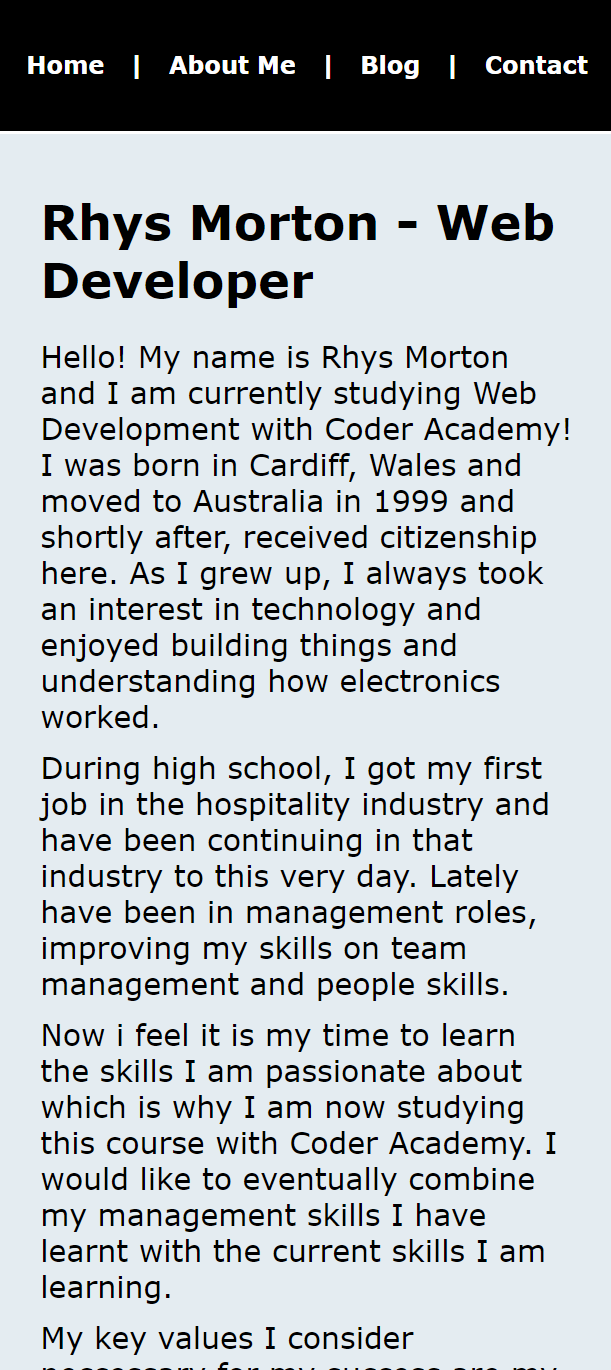 Home | About Me | Blog | Contact
Rhys Morton - Web
Developer
Hello! My name is Rhys Morton
and I am currently studying Web
Development with Coder Academy!
I was born in Cardiff, Wales and
moved to Australia in 1999 and
shortly after, received citizenship
here. As I grew up, I always took
an interest in technology and
enjoyed building things and
understanding how electronics
worked.
During high school, I got my first
job in the hospitality industry and
have been continuing in that
industry to this very day. Lately
have been in management roles,
improving my skills on team
management and people skills.
Now i feel it is my time to learn
the skills I am passionate about
which is why I am now studying
this course with Coder Academy. I
would like to eventually combine
my management skills I have
learnt with the current skills I am
learning.
My key values I consider
for my success are my